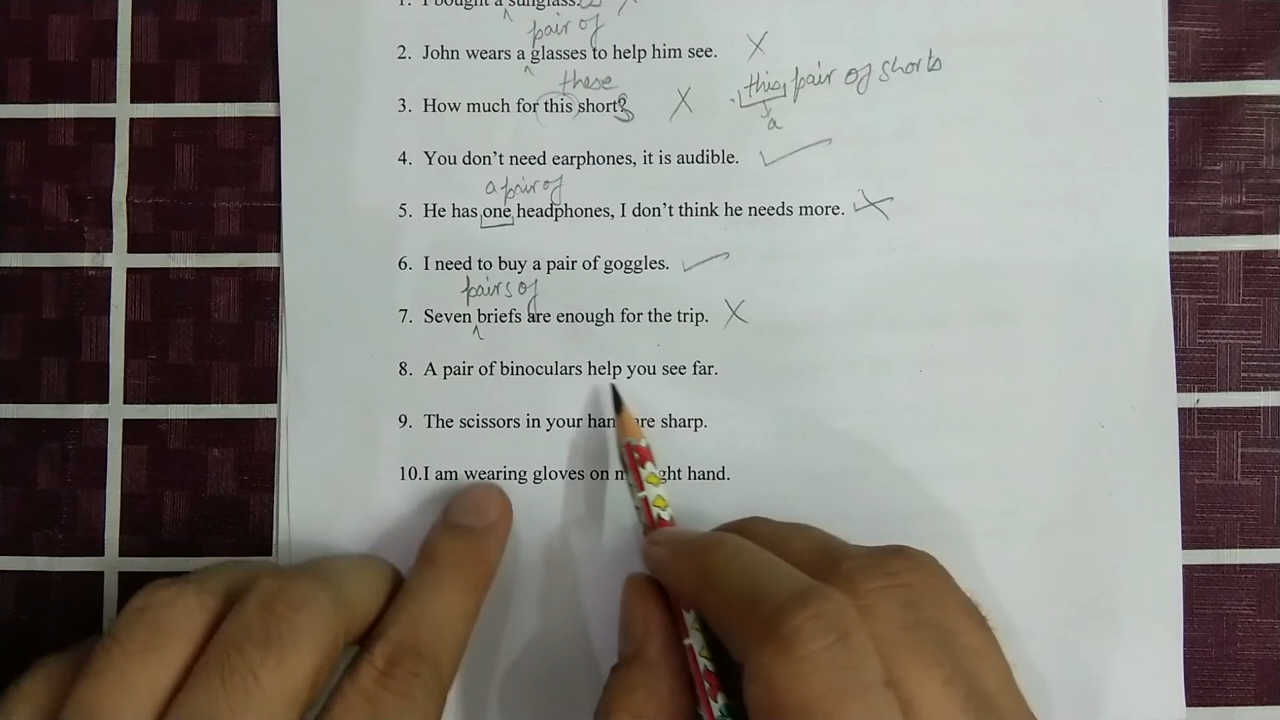 1. I bought a sunglass.
pair of
2. John wears a glasses to help him see. X
these
this pair of shorts
3. How much for this short? X
a
4. You don't need earphones, it is audible.
a pair of
5. He has one headphones, I don't think he needs more.
6. I need to buy a pair of goggles.
pairs of
7. Seven briefs are enough for the trip. X
8. A pair of binoculars help you see far.
9. The scissors in your are sharp.
10.I am wearing gloves on hand.